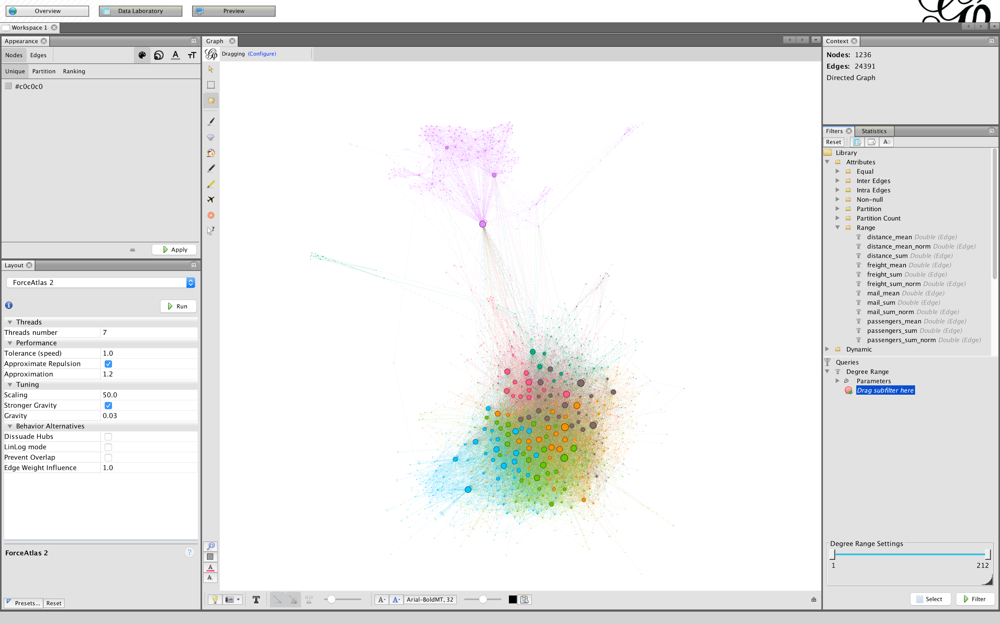 Overview
Data Laboratory
Preview
Workspace 1
Appearance
Nodes
Edges
Unique
Partition
Ranking
#c0c0c0
Apply
Layout
ForceAtlas 2
Run
Threads
Threads number 7
Performance
Tolerance (speed) 1.0
Approximate Repulsion
Approximation 1.2
Tuning
Scaling 50.0
Stronger Gravity
Gravity 0.03
Behavior Alternatives
Dissuade Hubs
LinLog mode
Prevent Overlap
Edge Weight Influence 1.0
ForceAtlas 2
?
Presets...
Reset
Graph
Dragging (Configure)
Arial-BoldMT, 32
Context
Nodes: 1236
Edges: 24391
Directed Graph
Filters
Statistics
Reset
Library
Attributes
Equal
Inter Edges
Intra Edges
Non-null
Partition
Partition Count
Range
distance_mean Double (Edge)
distance_mean_norm Double (Edge)
distance_sum Double (Edge)
freight_mean Double (Edge)
freight_sum Double (Edge)
freight_sum_norm Double (Edge)
mail_mean Double (Edge)
mail_sum Double (Edge)
mail_sum_norm Double (Edge)
passengers_mean Double (Edge)
passengers_sum Double (Edge)
passengers_sum_norm Double (Edge)
Dynamic
Queries
Degree Range
Parameters
Drag subfilter here
Degree Range Settings
1
212
Select
Filter